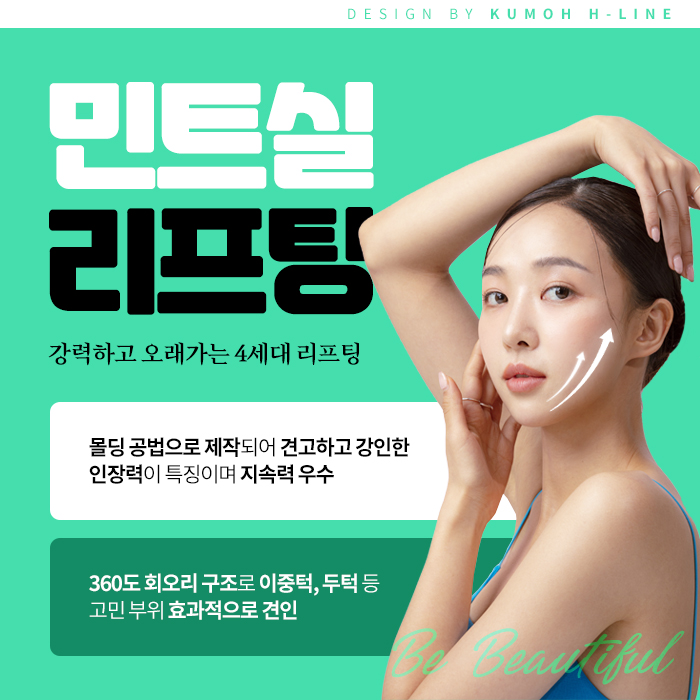 DESIGN BY KUMOH H-LINE
민트실
리프팅
강력하고 오래가는 4세대 리프팅
몰딩 공법으로 제작되어 견고하고 강인한
인장력이 특징이며 지속력 우수
360도 회오리 구조로 이중턱, 두턱 등
고민 부위 효과적으로 견인
Be Beautiful